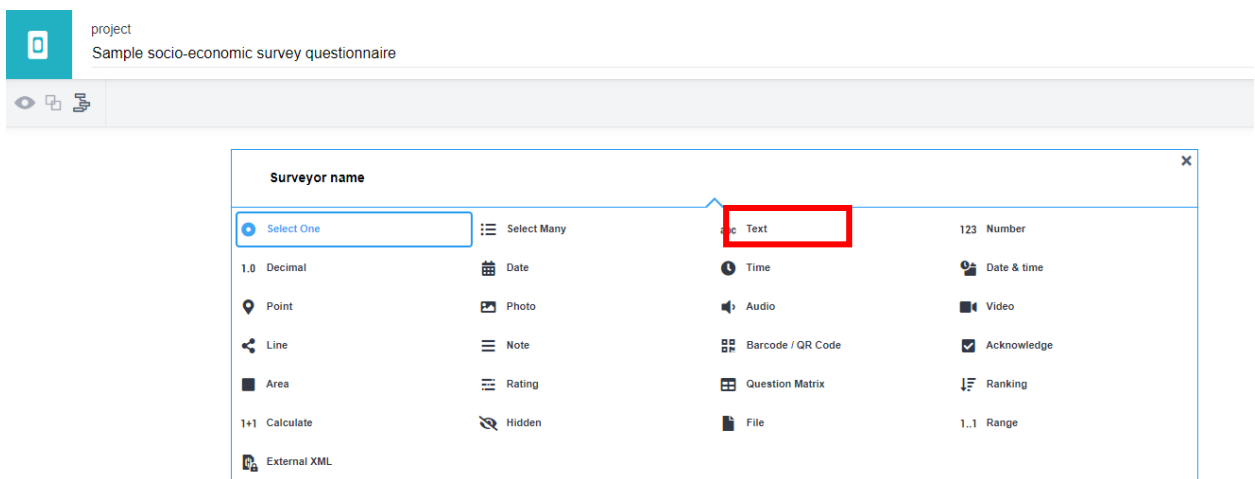 project
Sample socio-economic survey questionnaire
Surveyor name
Select One
Select Many
abc Text
123 Number
1.0 Decimal
Date
Time
Date & time
Point
Photo
Audio
Video
Line
Note
Barcode / QR Code
Acknowledge
Area
Rating
Question Matrix
Ranking
1+1 Calculate
Hidden
File
1..1 Range
External XML